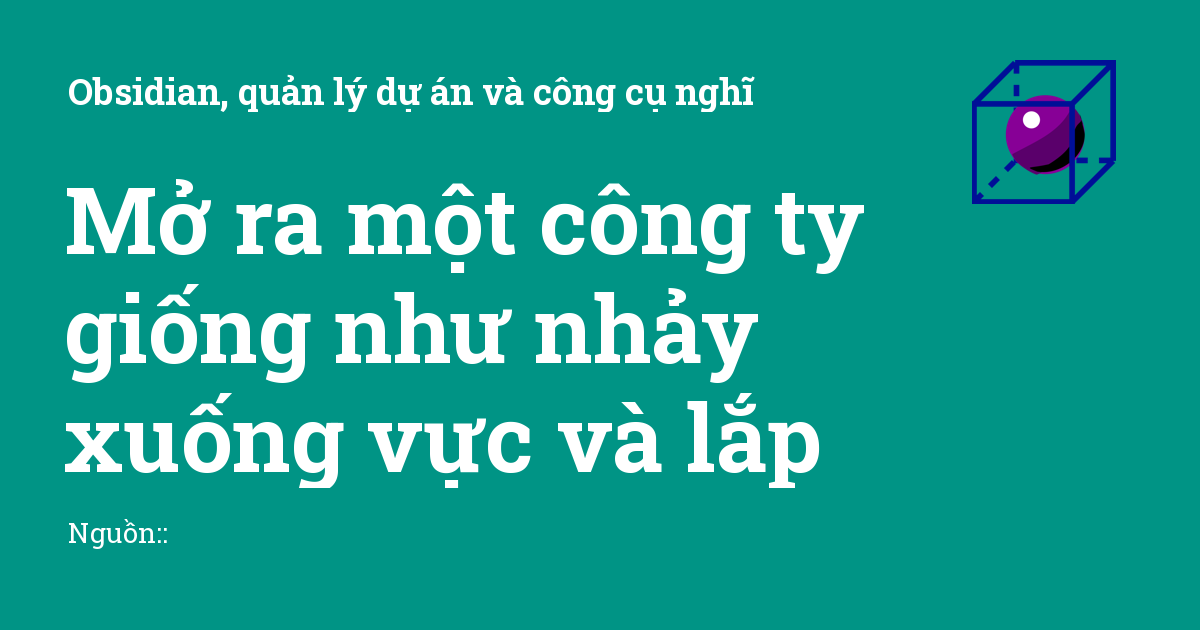 Obsidian, quản lý dự án và công cụ nghĩ
Mở ra một công ty
giống như nhảy
xuống vực và lắp
Nguồn::